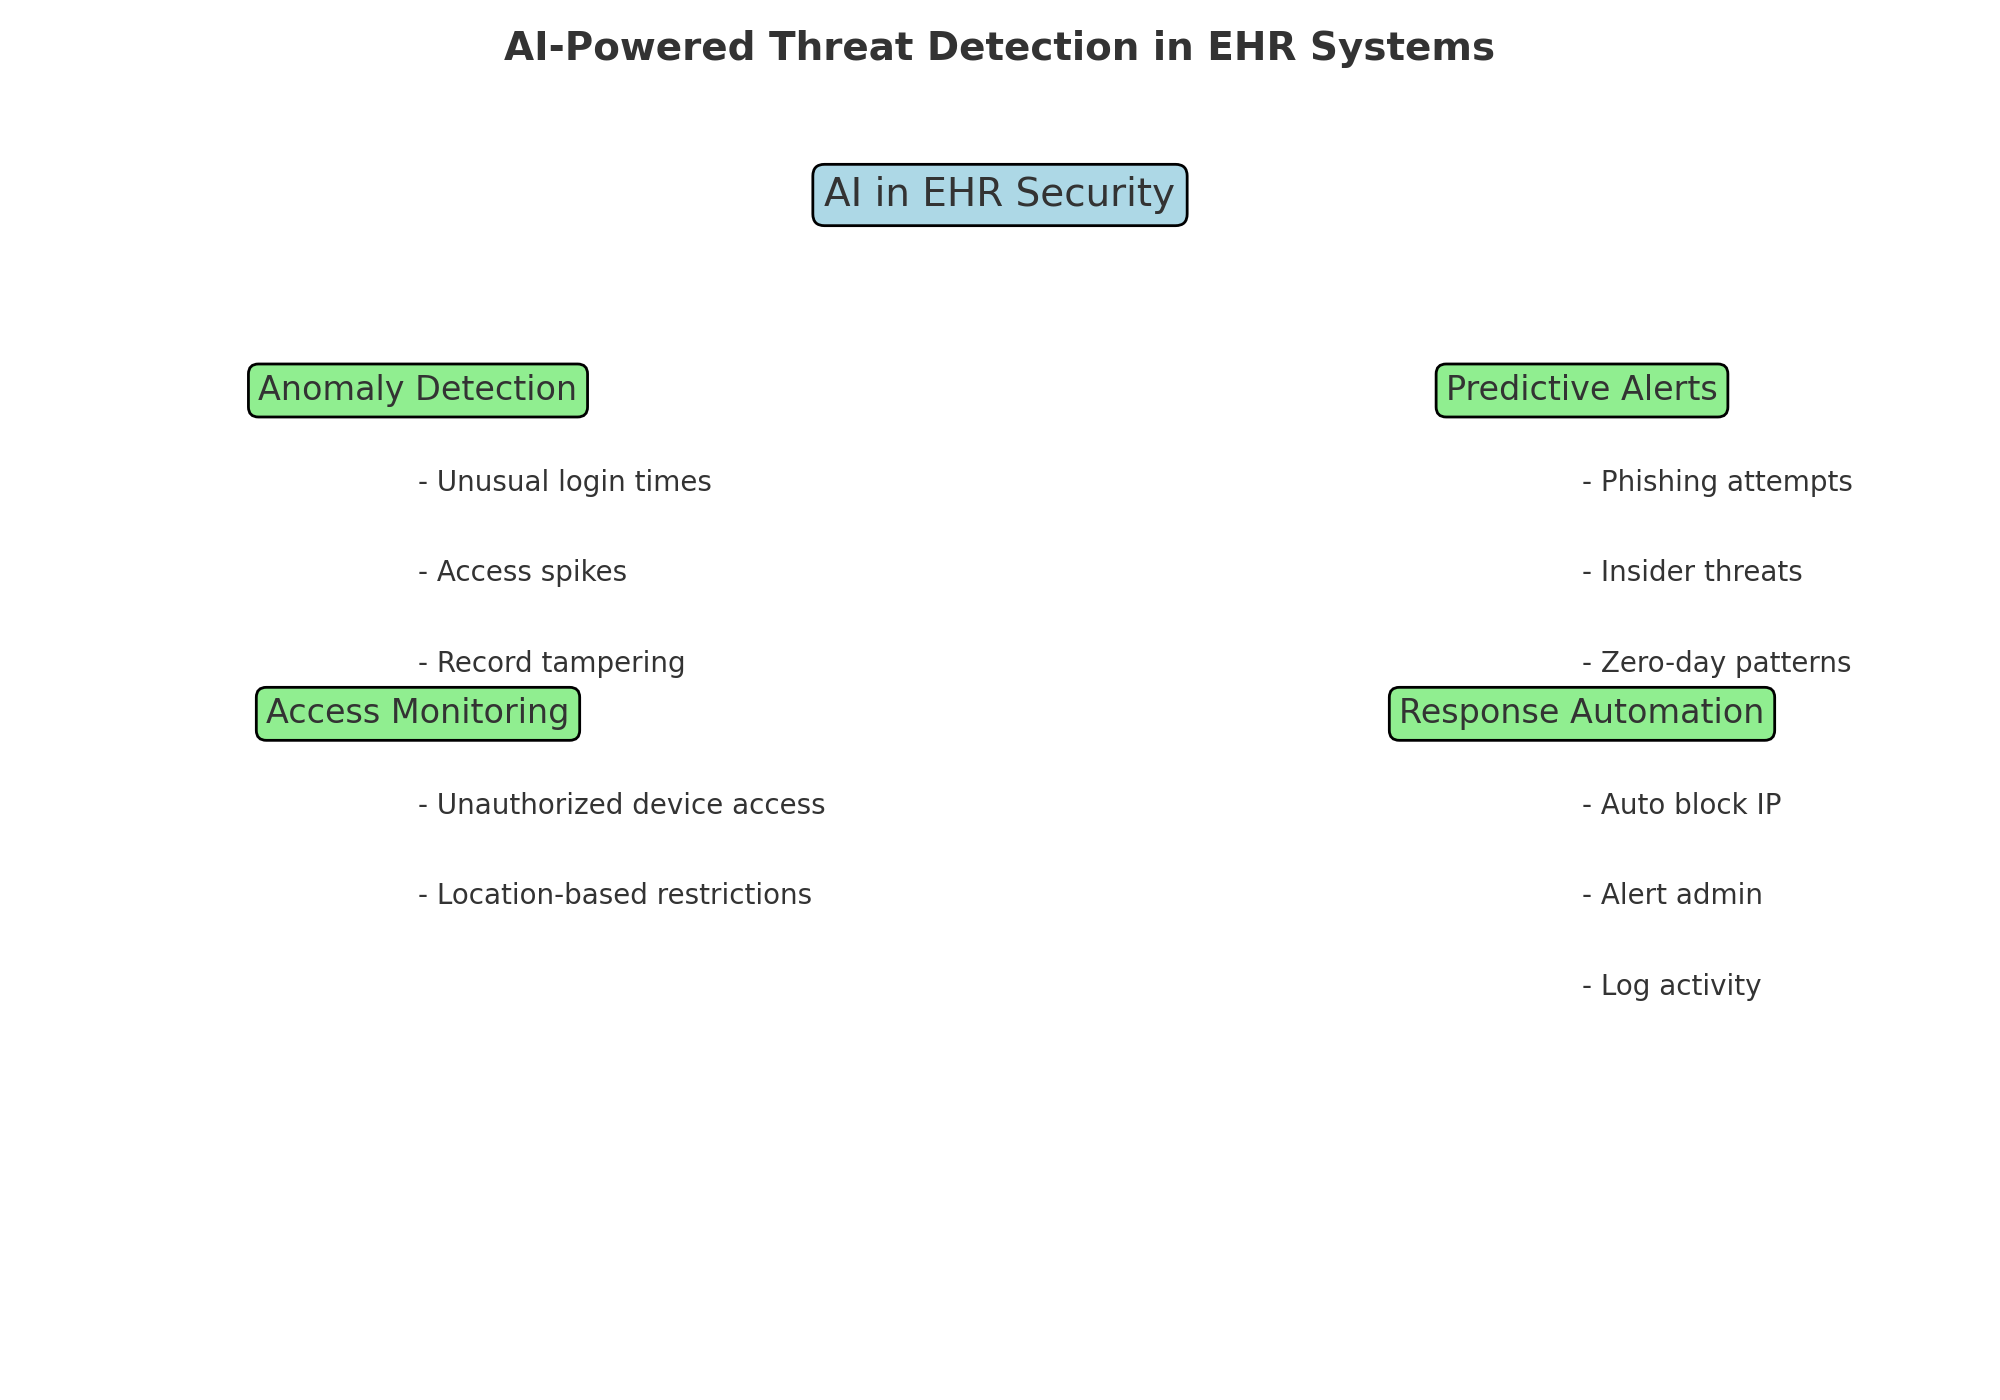 AI-Powered Threat Detection in EHR Systems
AI in EHR Security
Anomaly Detection
- Unusual login times
- Access spikes
- Record tampering
Access Monitoring
- Unauthorized device access
- Location-based restrictions
Predictive Alerts
- Phishing attempts
- Insider threats
- Zero-day patterns
Response Automation
- Auto block IP
- Alert admin
- Log activity